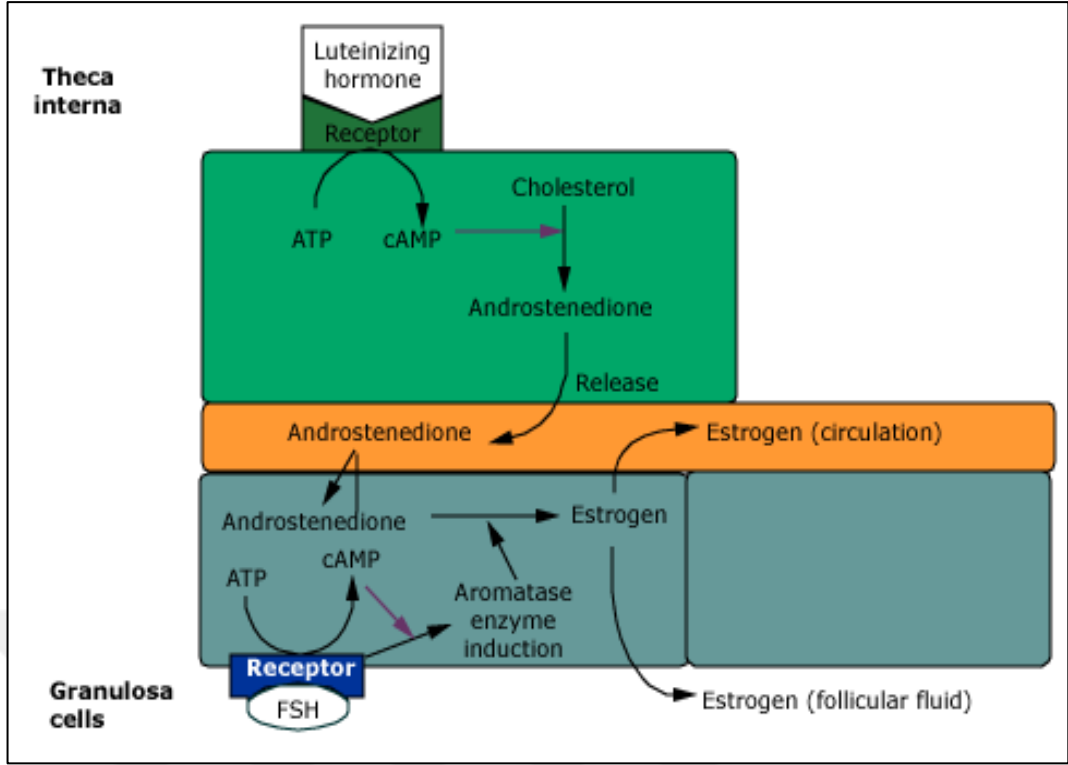 Luteinizing
hormone
Theca
interna
Receptor
Cholesterol
ATP
cAMP
Androstenedione
Release
Androstenedione
Estrogen (circulation)
Androstenedione
Estrogen
cAMP
ATP
Aromatase
enzyme
induction
Receptor
FSH
Granulosa
cells
Estrogen (follicular fluid)